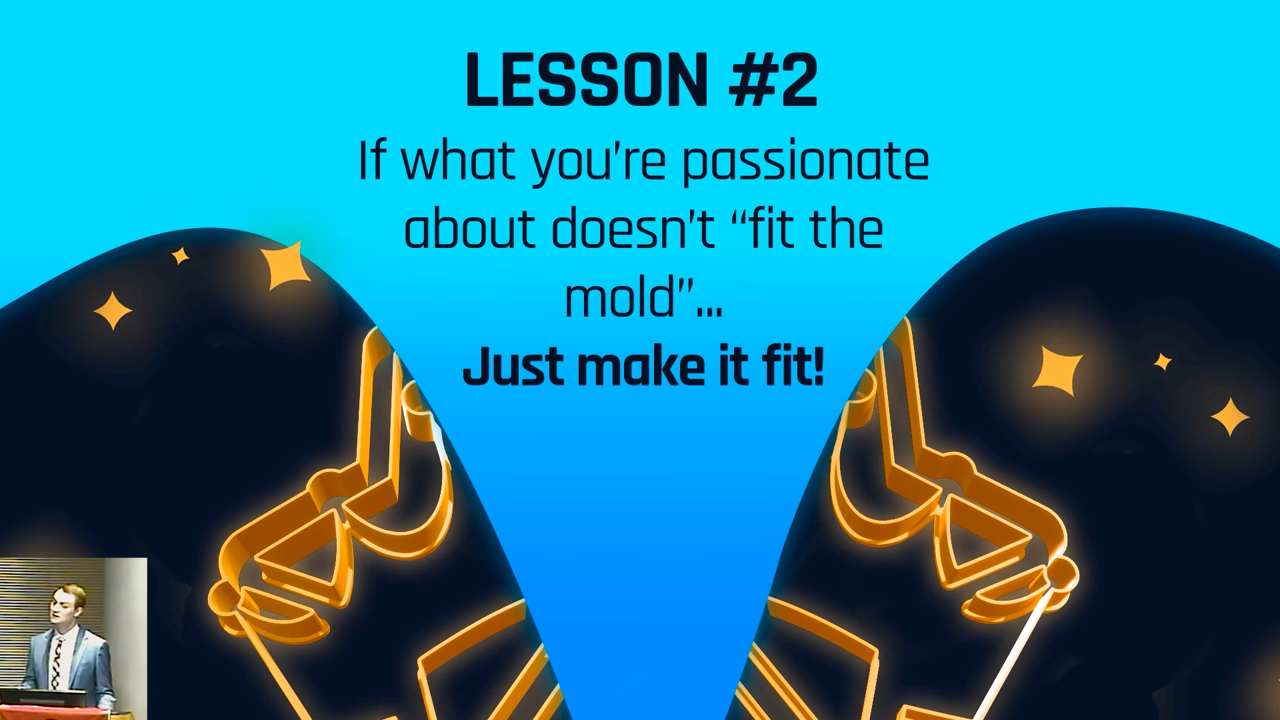 LESSON #2
If what you’re passionate
about doesn’t “fit the
mold”...
Just make it fit!